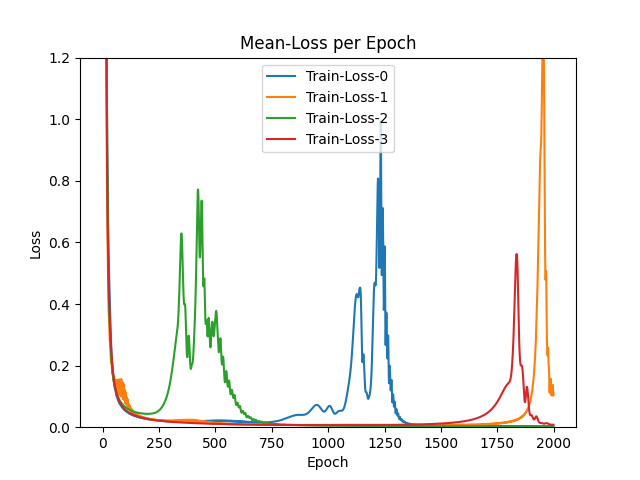 Mean-Loss per Epoch
Train-Loss-0
Train-Loss-1
Train-Loss-2
Train-Loss-3
1.2
1.0
0.8
0.6
0.4
0.2
0.0
Loss
0 250 500 750 1000 1250 1500 1750 2000
Epoch